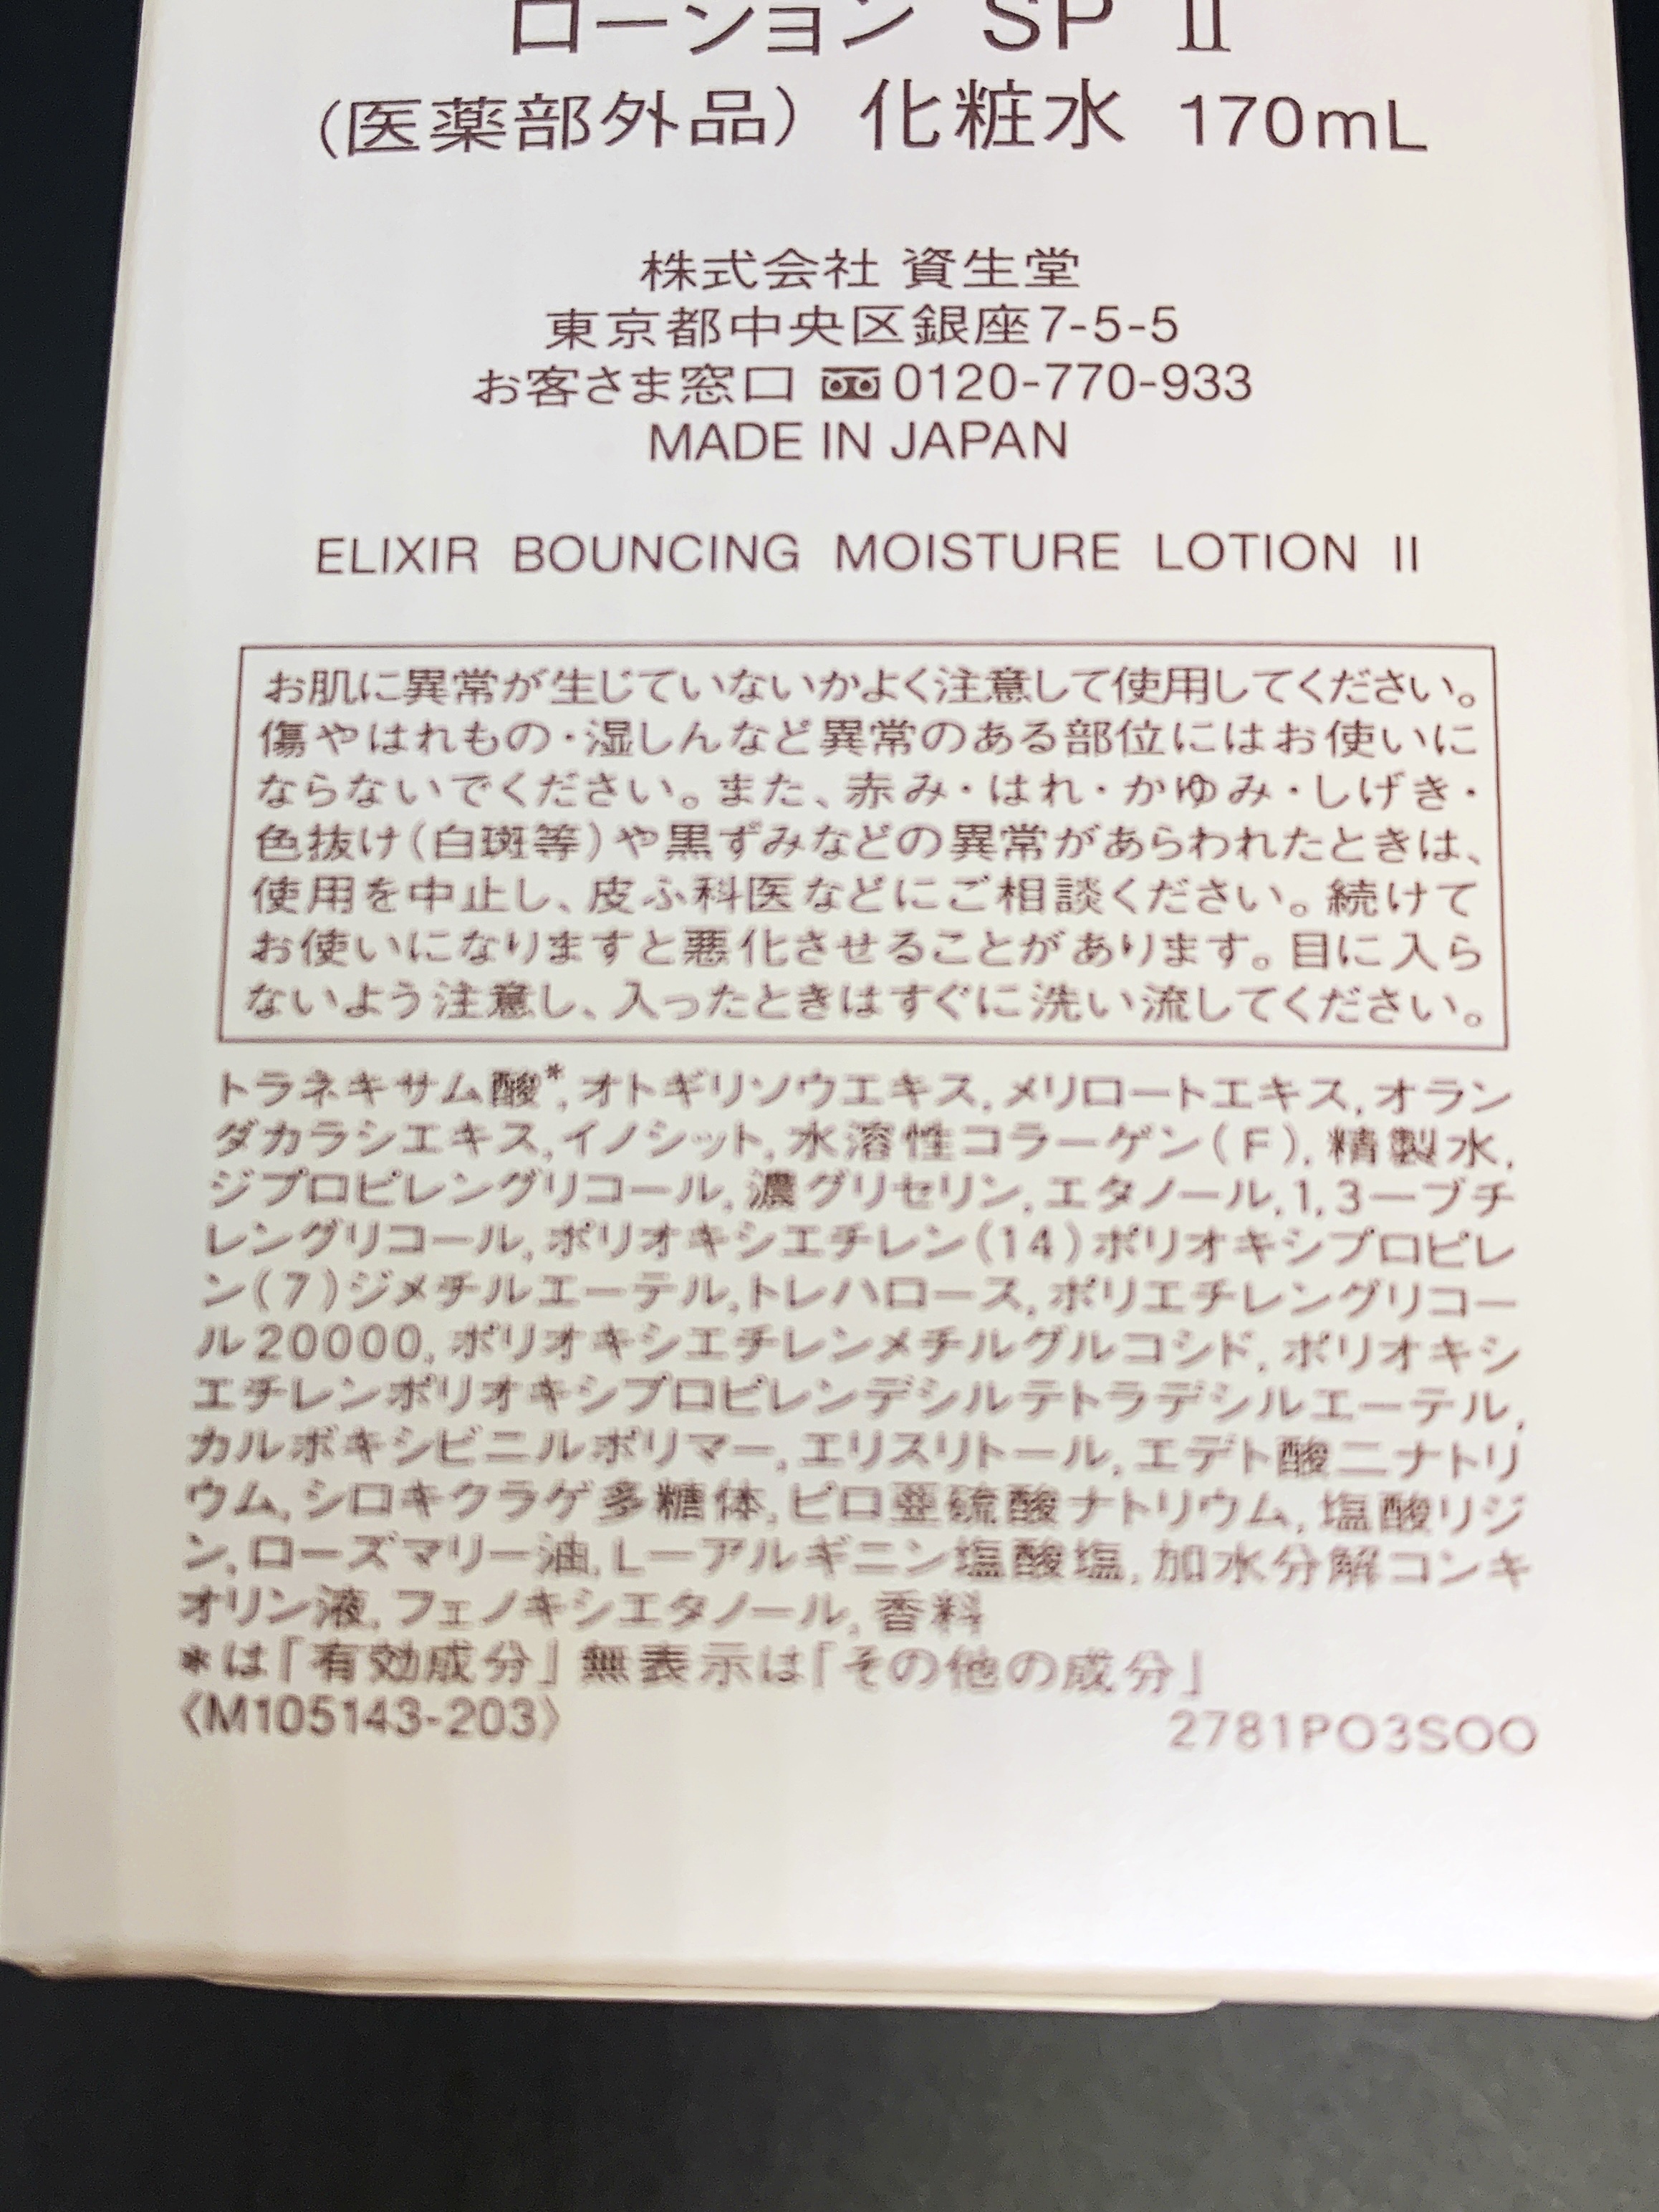 ローション SP Ⅱ
(医薬部外品) 化粧水 170mL
株式会社 資生堂
東京都中央区銀座7-5-5
お客さま窓口 0120-770-933
MADE IN JAPAN
ELIXIR BOUNCING MOISTURE LOTION II
お肌に異常が生じていないかよく注意して使用してください。
傷やはれもの・湿しんなど異常のある部位にはお使いに
ならないでください。また、赤み・はれ・かゆみ・しげき・
色抜け(白斑等)や黒ずみなどの異常があらわれたときは、
使用を中止し、皮ふ科医などにご相談ください。続けて
お使いになりますと悪化させることがあります。目に入ら
ないよう注意し、入ったときはすぐに洗い流してください。
トラネキサム酸*,オトギリソウエキス,メリロートエキス,オラン
ダカラシエキス,イノシット,水溶性コラーゲン(F),精製水,
ジプロピレングリコール,濃グリセリン,エタノール,1,3-ブチ
レングリコール,ポリオキシエチレン(14)ポリオキシプロピレ
ン(7)ジメチルエーテル,トレハロース,ポリエチレングリコー
ル20000,ポリオキシエチレンメチルグルコシド,ポリオキシ
エチレンポリオキシプロピレンデシルテトラデシルエーテル,
カルボキシビニルポリマー,エリスリトール,エデト酸二ナトリ
ウム,シロキクラゲ多糖体,ピロ亜硫酸ナトリウム,塩酸リジ
ン,ローズマリー油,L-アルギニン塩酸塩,加水分解コンキ
オリン液,フェノキシエタノール,香料
*は「有効成分」無表示は「その他の成分」
〈M105143-203〉
2781PO3SOO